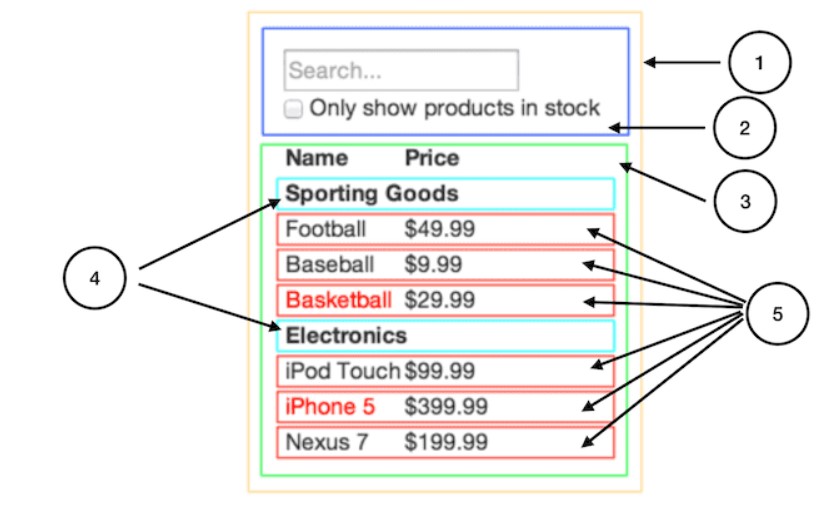 Search...
Only show products in stock
Name Price
Sporting Goods
Football $49.99
Baseball $9.99
Basketball $29.99
Electronics
iPod Touch $99.99
iPhone 5 $399.99
Nexus 7 $199.99
1
2
3
4
5